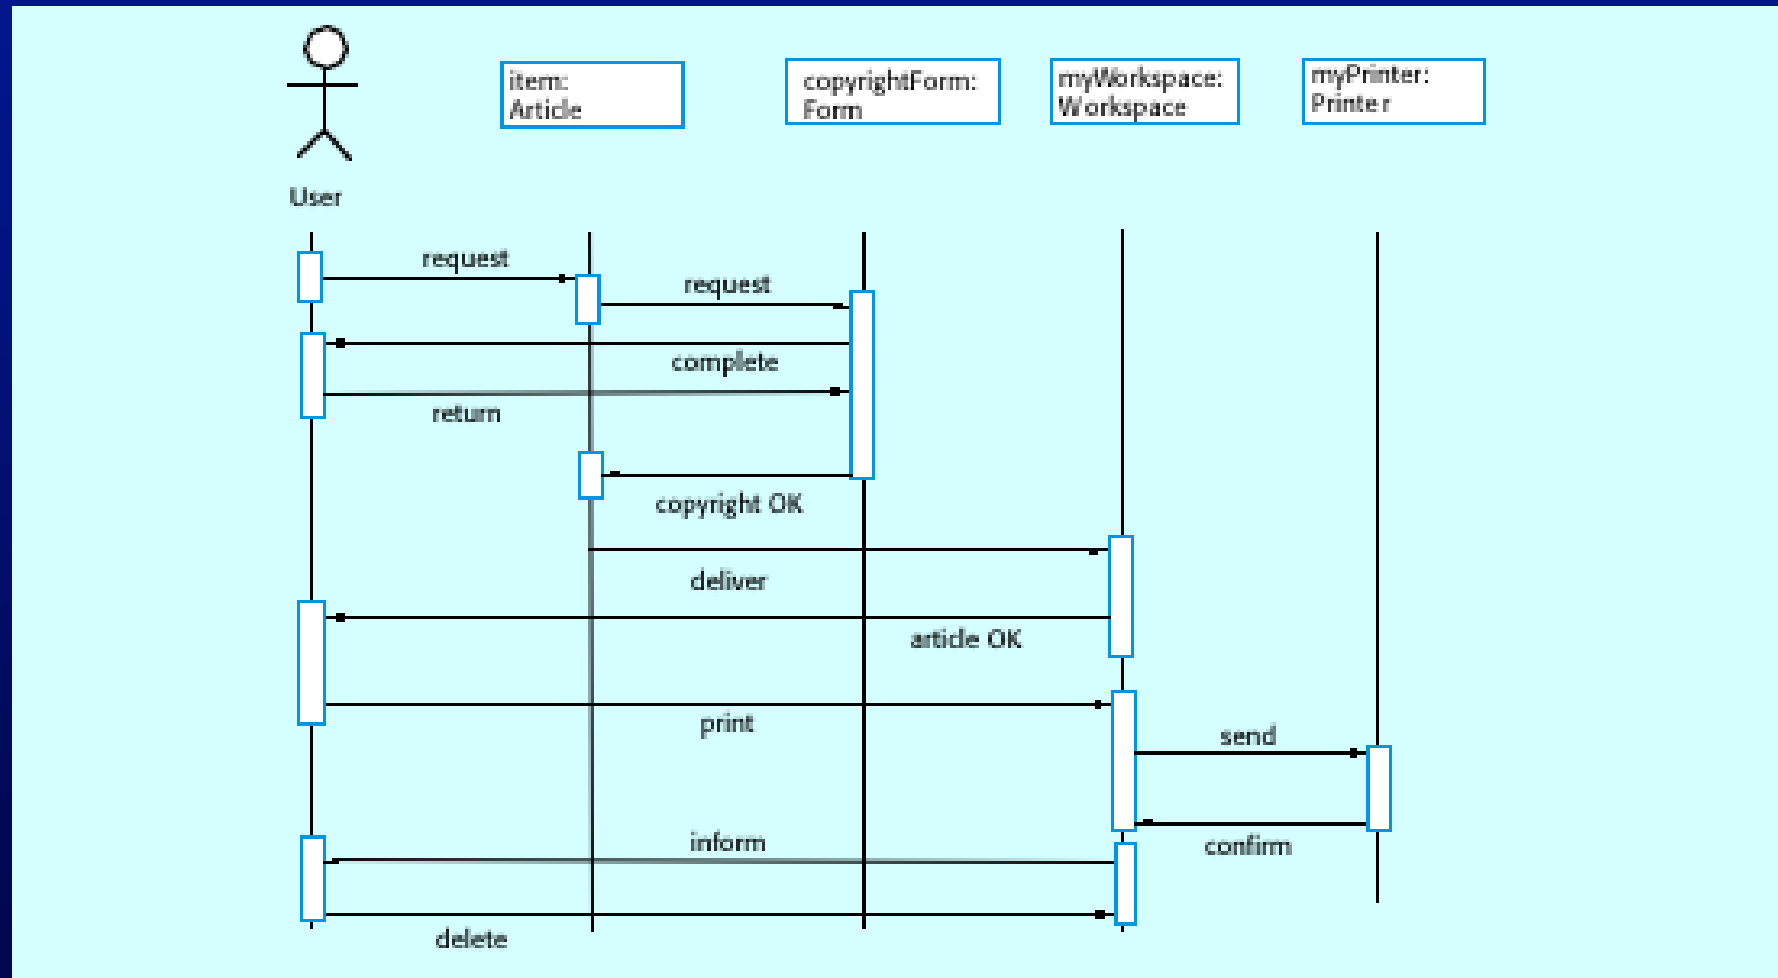 item:
Article
copyrightForm:
Form
myWorkspace:
Workspace
myPrinter:
Printer
User
request
request
complete
return
copyright OK
deliver
article OK
print
send
inform
confirm
delete